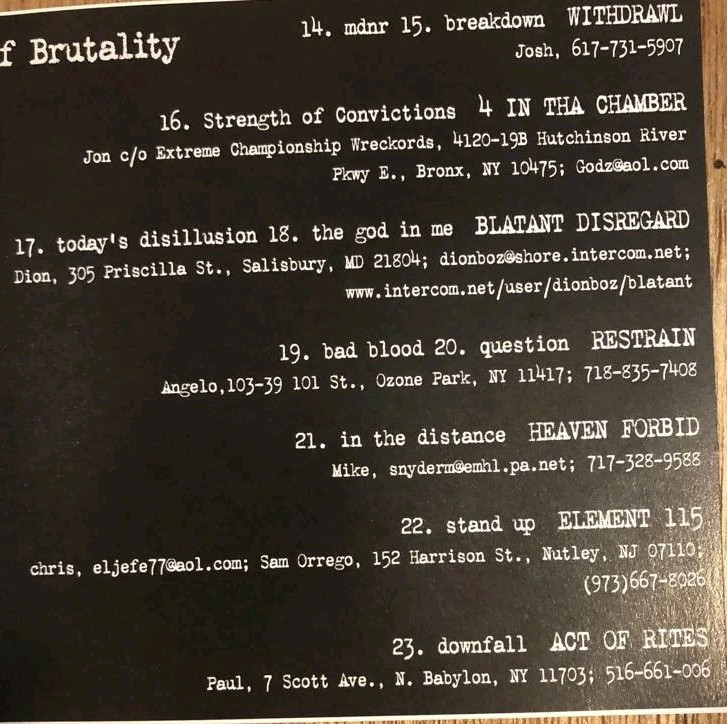 f Brutality
14. mdnr 15. breakdown WITHDRAWL
Josh, 617-731-5907
16. Strength of Convictions 4 IN THA CHAMBER
Jon c/o Extreme Championship Wreckords, 4120-19B Hutchinson River
Pkwy E., Bronx, NY 10475; Godz@aol.com
17. today's disillusion 18. the god in me BLATANT DISREGARD
Dion, 305 Priscilla St., Salisbury, MD 21804; dionboz@shore.intercom.net;
www.intercom.net/user/dionboz/blatant
19. bad blood 20. question RESTRAIN
Angelo,103-39 101 St., Ozone Park, NY 11417; 718-835-7408
21. in the distance HEAVEN FORBID
Mike, snyderm@emhl.pa.net; 717-328-9588
22. stand up ELEMENT 115
chris, eljefe77@aol.com; Sam Orrego, 152 Harrison St., Nutley, NJ 07110;
(973)667-8026
23. downfall ACT OF RITES
Paul, 7 Scott Ave., N. Babylon, NY 11703; 516-661-006